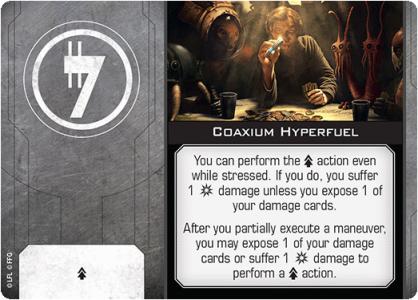 COAXIUM HYPERFUEL
You can perform the action even
while stressed. If you do, you suffer
1 damage unless you expose 1 of
your damage cards.
After you partially execute a maneuver,
you may expose 1 of your damage
cards or suffer 1 damage to
perform a action.
© LFL © FFG